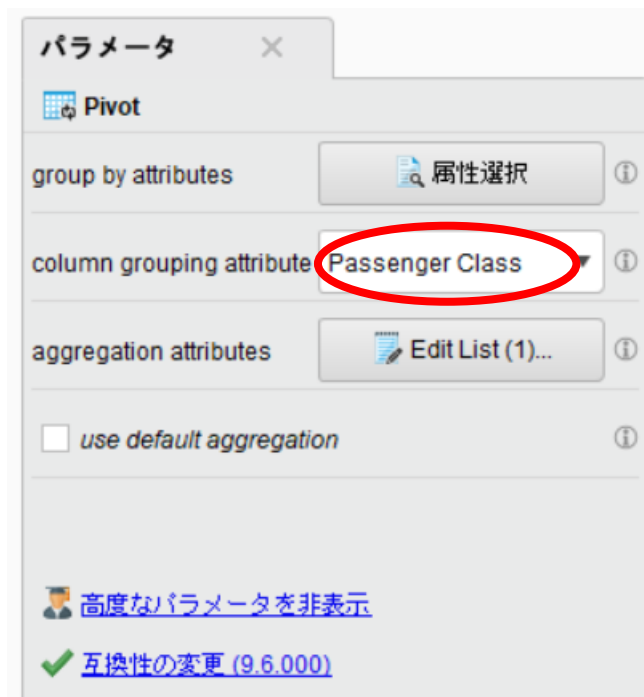 パラメータ
Pivot
group by attributes 属性選択
column grouping attribute Passenger Class
aggregation attributes Edit List (1)...
use default aggregation
高度なパラメータを非表示
互換性の変更 (9.6.000)